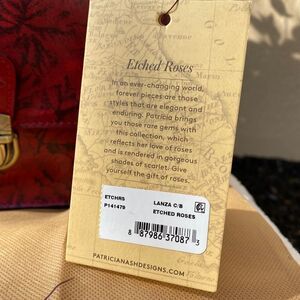 Etched Roses
In an ever-changing world,
forever pieces are those
styles that are elegant and
enduring. Patricia brings
you those rare gems with
this collection, which
reflects her love of roses
and is rendered in gorgeous
shades of scarlet. Give
yourself the gift of roses.
ETCHRS LANZA C/B
P141479 ETCHED ROSES
8 87986 37087 3
PATRICIANASHDESIGNS.COM